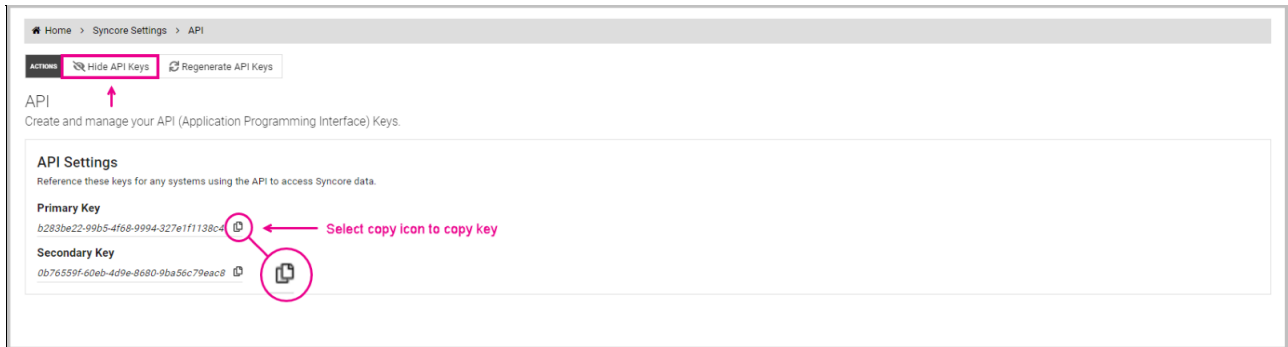 Home > Syncore Settings > API
ACTIONS Hide API Keys Regenerate API Keys
API
Create and manage your API (Application Programming Interface) Keys.
API Settings
Reference these keys for any systems using the API to access Syncore data.
Primary Key
b283be22-99b5-4f68-9994-327e1f1138c4
Select copy icon to copy key
Secondary Key
0b76559f-60eb-4d9e-8680-9ba56c79eac8